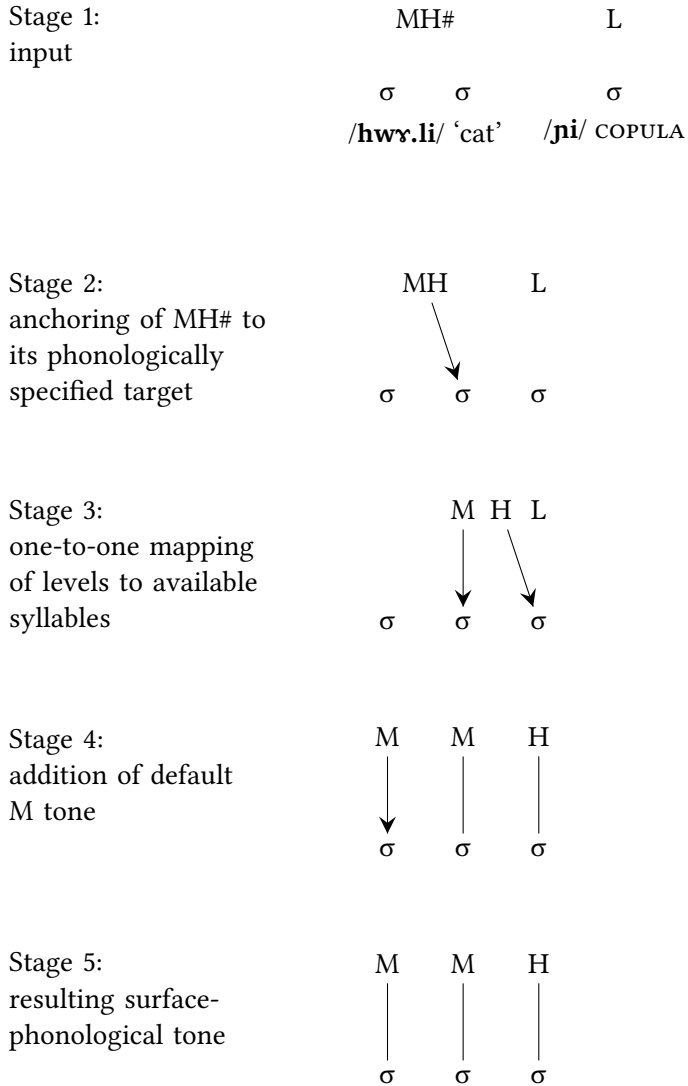 Stage 1:
input
MH# L
σ σ σ
/hwɤ.li/ ‘cat’ /ɲi/ COPULA
Stage 2:
anchoring of MH# to
its phonologically
specified target
MH L
σ σ σ
Stage 3:
one-to-one mapping
of levels to available
syllables
M H L
σ σ σ
Stage 4:
addition of default
M tone
M M H
σ σ σ
Stage 5:
resulting surface-
phonological tone
M M H
σ σ σ